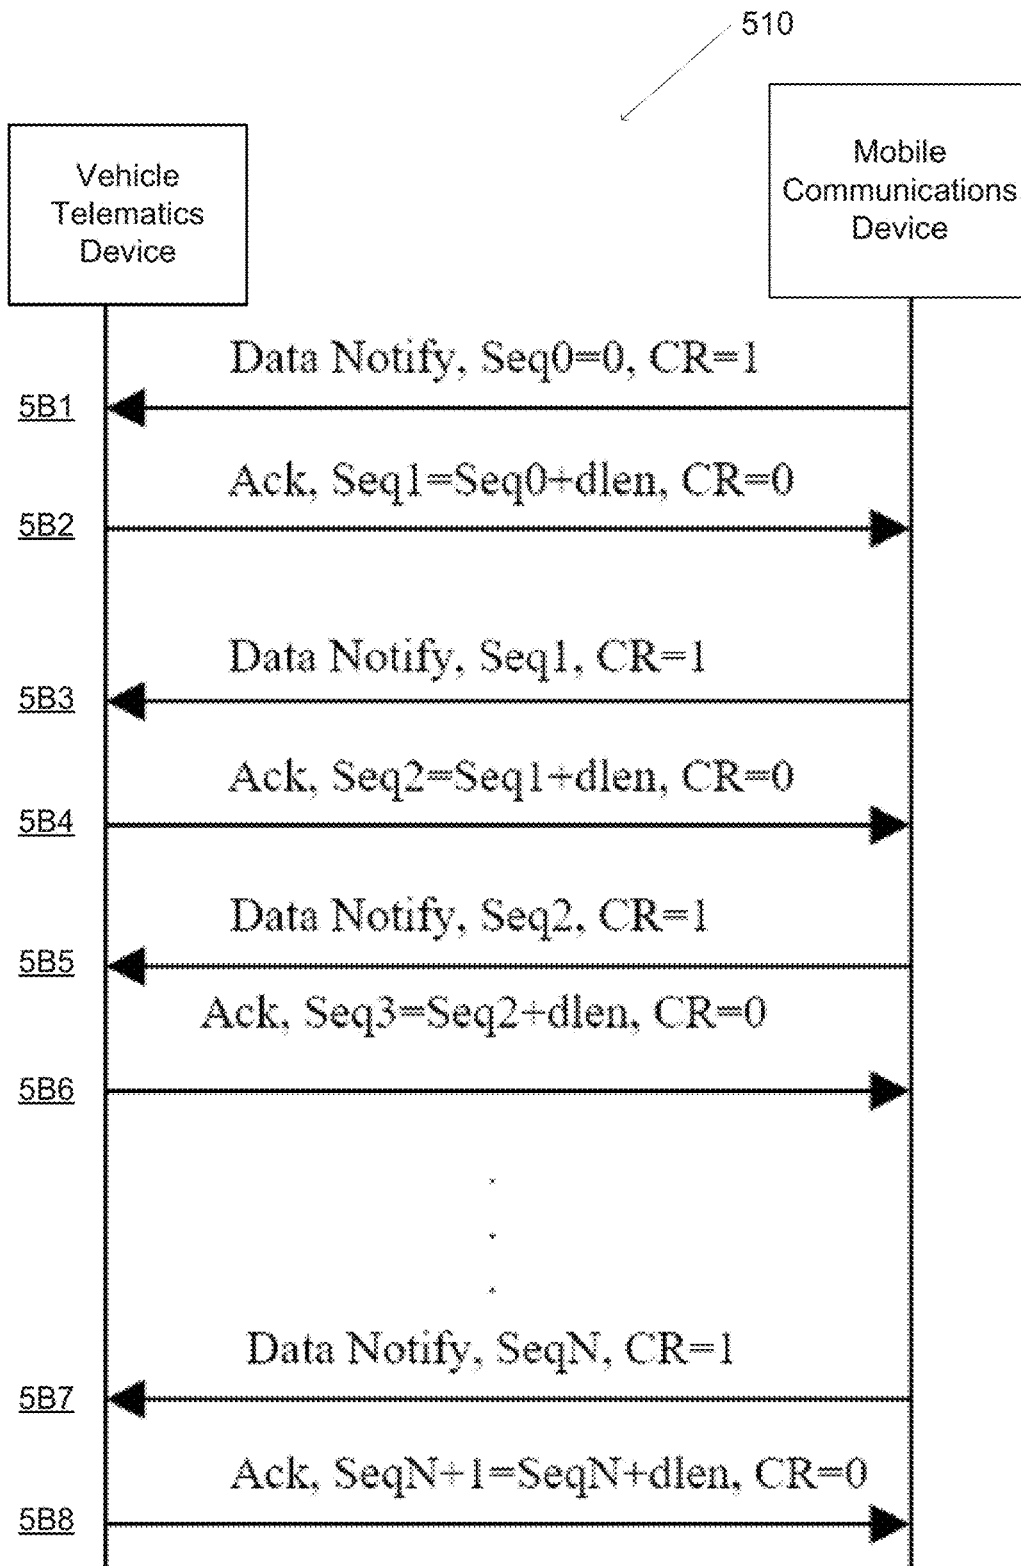 510
Vehicle
Telematics
Device
Mobile
Communications
Device
Data Notify, Seq0=0, CR=1
5B1
Ack, Seq1=Seq0+dlen, CR=0
5B2
Data Notify, Seq1, CR=1
5B3
Ack, Seq2=Seq1+dlen, CR=0
5B4
Data Notify, Seq2, CR=1
5B5
Ack, Seq3=Seq2+dlen, CR=0
5B6
.
.
.
Data Notify, SeqN, CR=1
5B7
Ack, SeqN+1=SeqN+dlen, CR=0
5B8